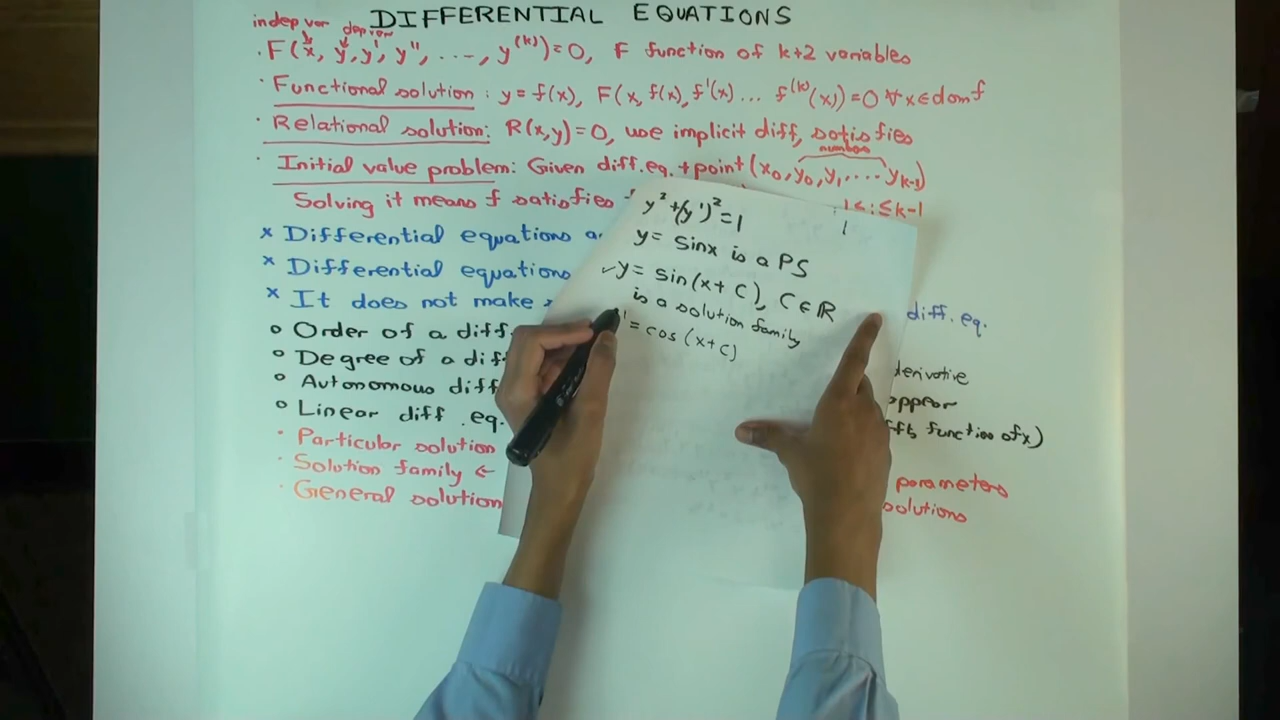 DIFFERENTIAL EQUATIONS
indep var dep var
· F(x, y, y', y'', ..., y^(k)) = 0, F function of k+2 variables
· Functional solution : y = f(x), F(x, f(x), f'(x) ... f^(k)(x)) = 0 ∀ x ∈ dom f
· Relational solution: R(x,y) = 0, use implicit diff, satisfies
numbers
· Initial value problem: Given diff. eq. + point (x₀, y₀, y₁, .... y_{k-1})
Solving it means f satisfies
≤ k-1
x Differential equations
x Differential equations
x It does not make
diff. eq.
o Order of a diff
o Degree of a diff
derivative
o Autonomous diff
appear
o Linear diff. eq.
function of x)
· Particular solution
· Solution family ←
parameters
· General solution
solutions
y² + (y')² = 1
y = sin x is a PS
✓ y = sin(x + C), C ∈ ℝ
is a solution family
' = cos (x + C)